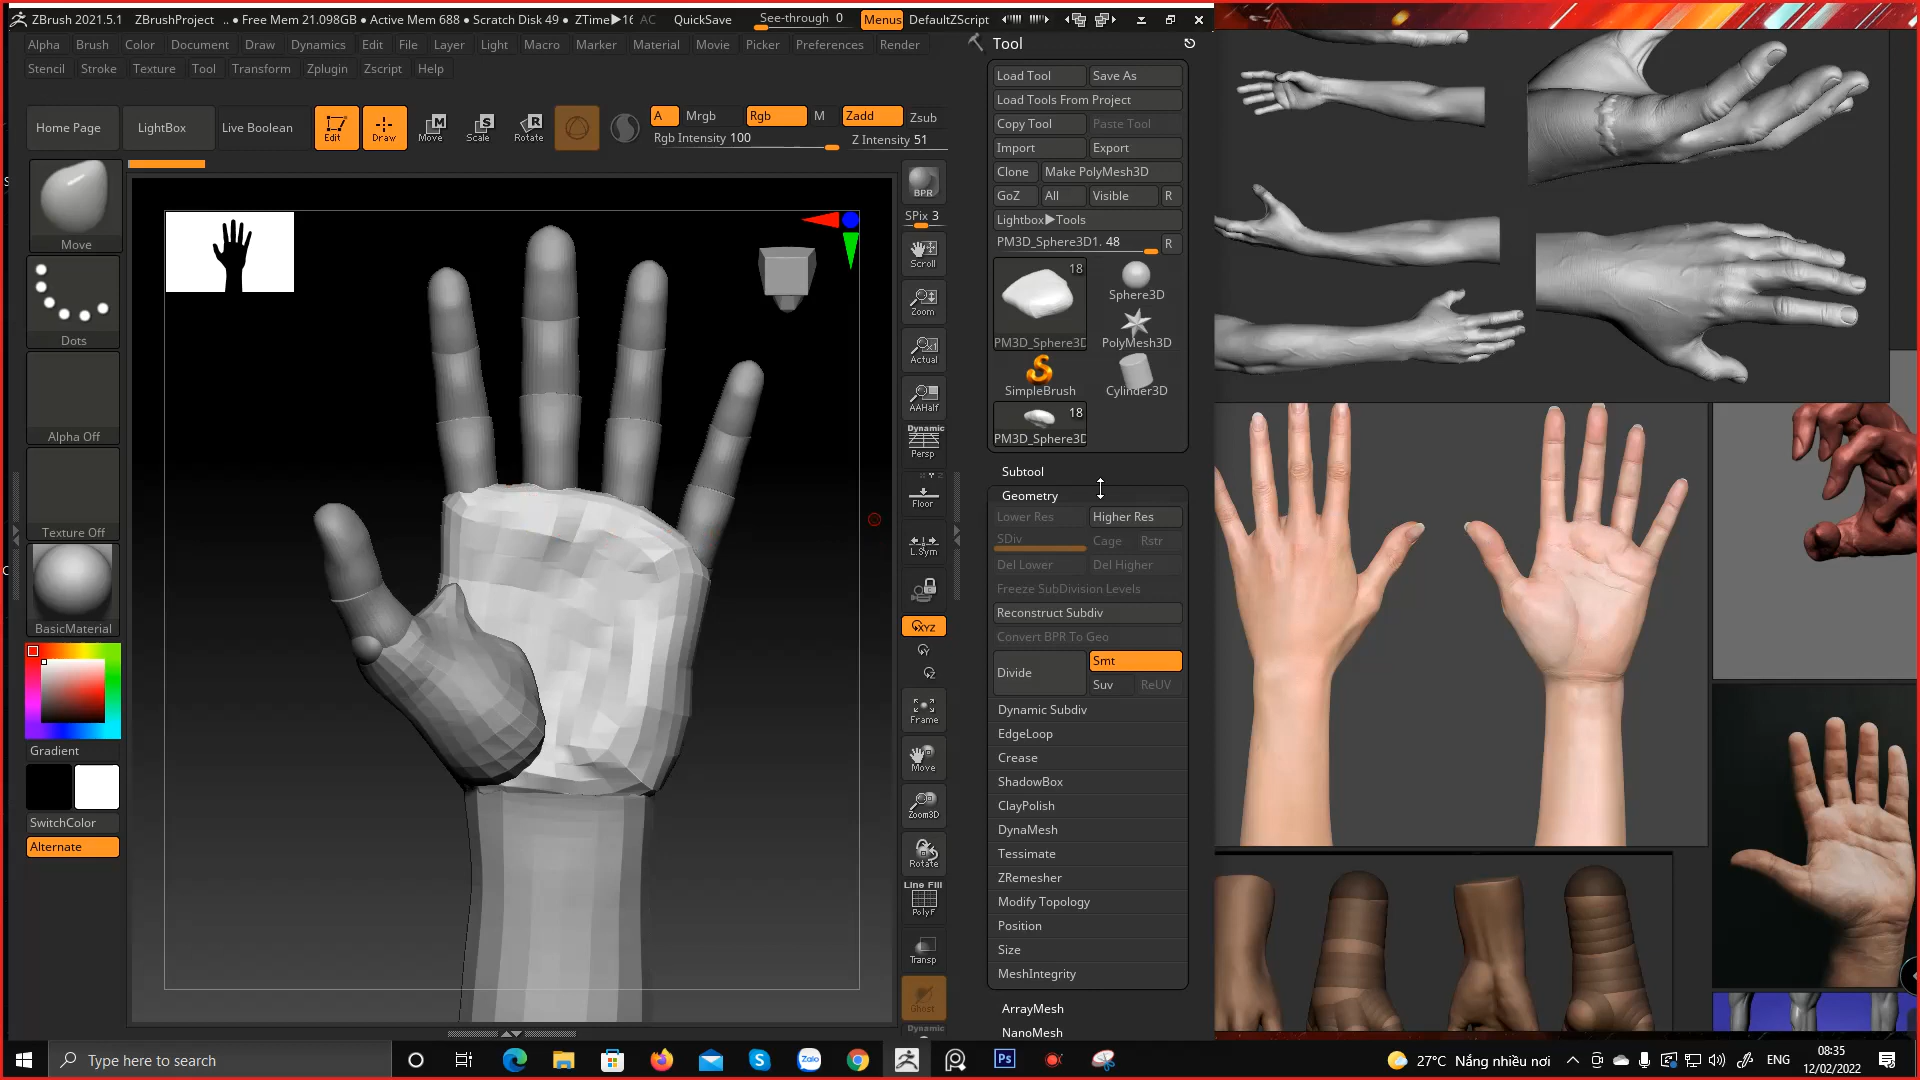 ZBrush 2021.5.1 ZBrushProject .. ● Free Mem 21.098GB ● Active Mem 688 ● Scratch Disk 49 ● ZTime▶16 AC QuickSave See-through 0 Menus DefaultZScript
Alpha Brush Color Document Draw Dynamics Edit File Layer Light Macro Marker Material Movie Picker Preferences Render
Stencil Stroke Texture Tool Transform Zplugin Zscript Help
Home Page LightBox Live Boolean Edit Draw Move Scale Rotate
A Mrgb Rgb M Zadd Zsub
Rgb Intensity 100 Z Intensity 51
Move
Dots
Alpha Off
Texture Off
BasicMaterial
Gradient
SwitchColor
Alternate
BPR
SPix 3
Scroll
Zoom
Actual
AAHalf
Dynamic
Persp
Floor
L.Sym
XYZ
Frame
Move
Zoom3D
Rotate
Line Fill
PolyF
Transp
Ghost
Dynamic
Tool
Load Tool Save As
Load Tools From Project
Copy Tool Paste Tool
Import Export
Clone Make PolyMesh3D
GoZ All Visible R
Lightbox▶Tools
PM3D_Sphere3D1. 48 R
18
PM3D_Sphere3D
Sphere3D
PolyMesh3D
SimpleBrush Cylinder3D
18
PM3D_Sphere3D
Subtool
Geometry
Lower Res Higher Res
SDiv Cage Rstr
Del Lower Del Higher
Freeze SubDivision Levels
Reconstruct Subdiv
Convert BPR To Geo
Divide Smt
Suv ReUV
Dynamic Subdiv
EdgeLoop
Crease
ShadowBox
ClayPolish
DynaMesh
Tessimate
ZRemesher
Modify Topology
Position
Size
MeshIntegrity
ArrayMesh
NanoMesh
Type here to search
Zalo
Ps
27°C Nắng nhiều nơi
ENG
08:35
12/02/2022